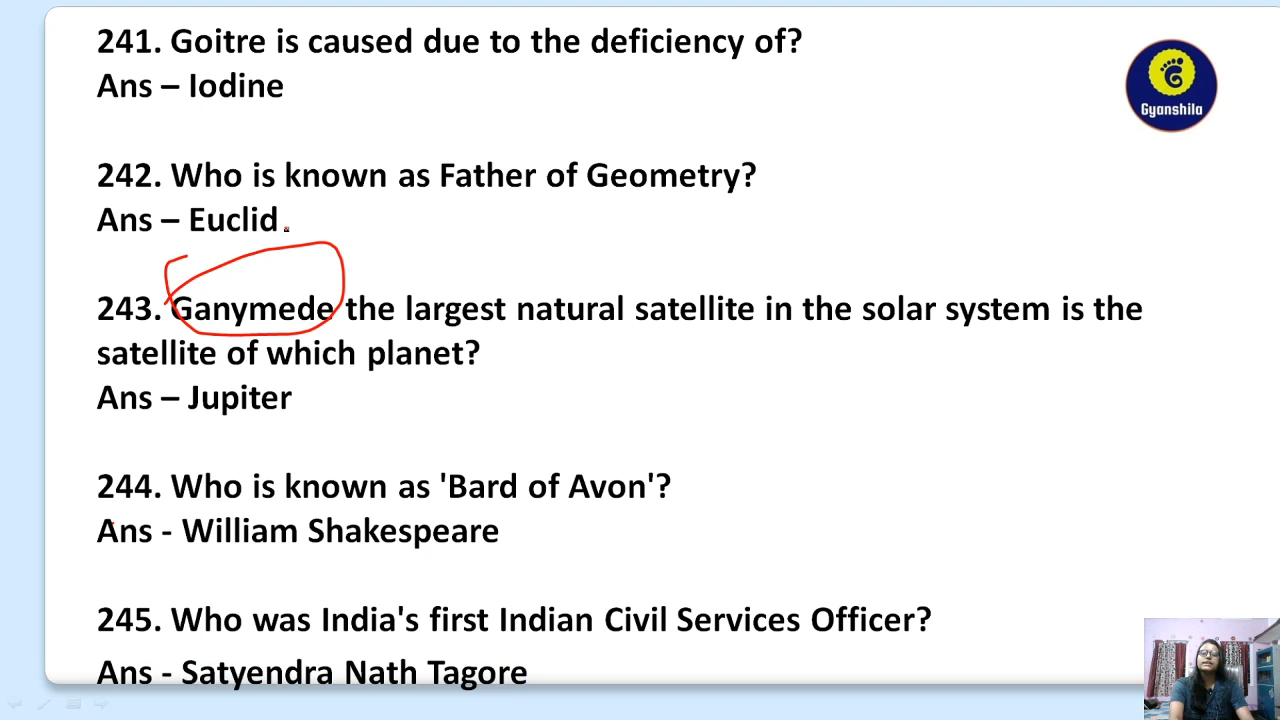 241. Goitre is caused due to the deficiency of?
Ans – Iodine
Gyanshila
242. Who is known as Father of Geometry?
Ans – Euclid
243. Ganymede the largest natural satellite in the solar system is the
satellite of which planet?
Ans – Jupiter
244. Who is known as 'Bard of Avon'?
Ans - William Shakespeare
245. Who was India's first Indian Civil Services Officer?
Ans - Satyendra Nath Tagore